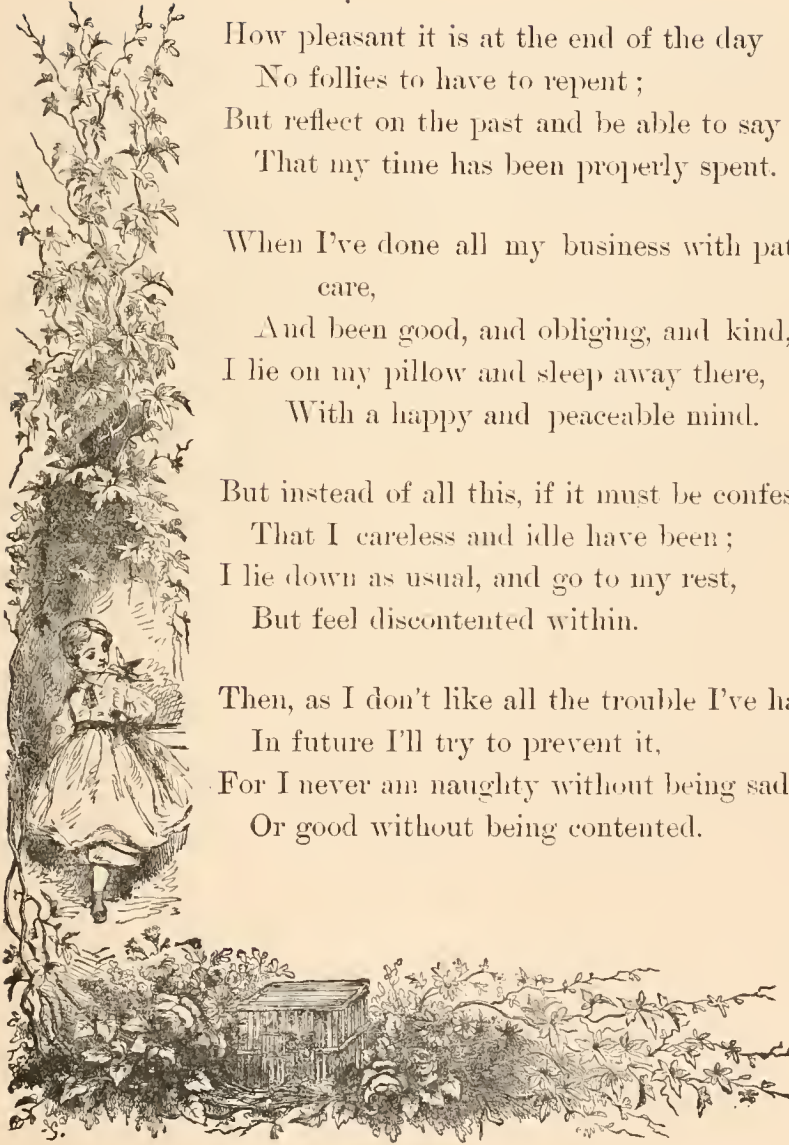 How pleasant it is at the end of the day
No follies to have to repent;
But reflect on the past and be able to say
That my time has been properly spent.
When I've done all my business with
care,
And been good, and obliging, and kind,
I lie on my pillow and sleep away there,
With a happy and peaceable mind.
But instead of all this, if it must be
That I careless and idle have been;
I lie down as usual, and go to my rest,
But feel discontented within.
Then, as I don't like all the trouble I've
In future I'll try to prevent it,
For I never am naughty without being sad
Or good without being contented.